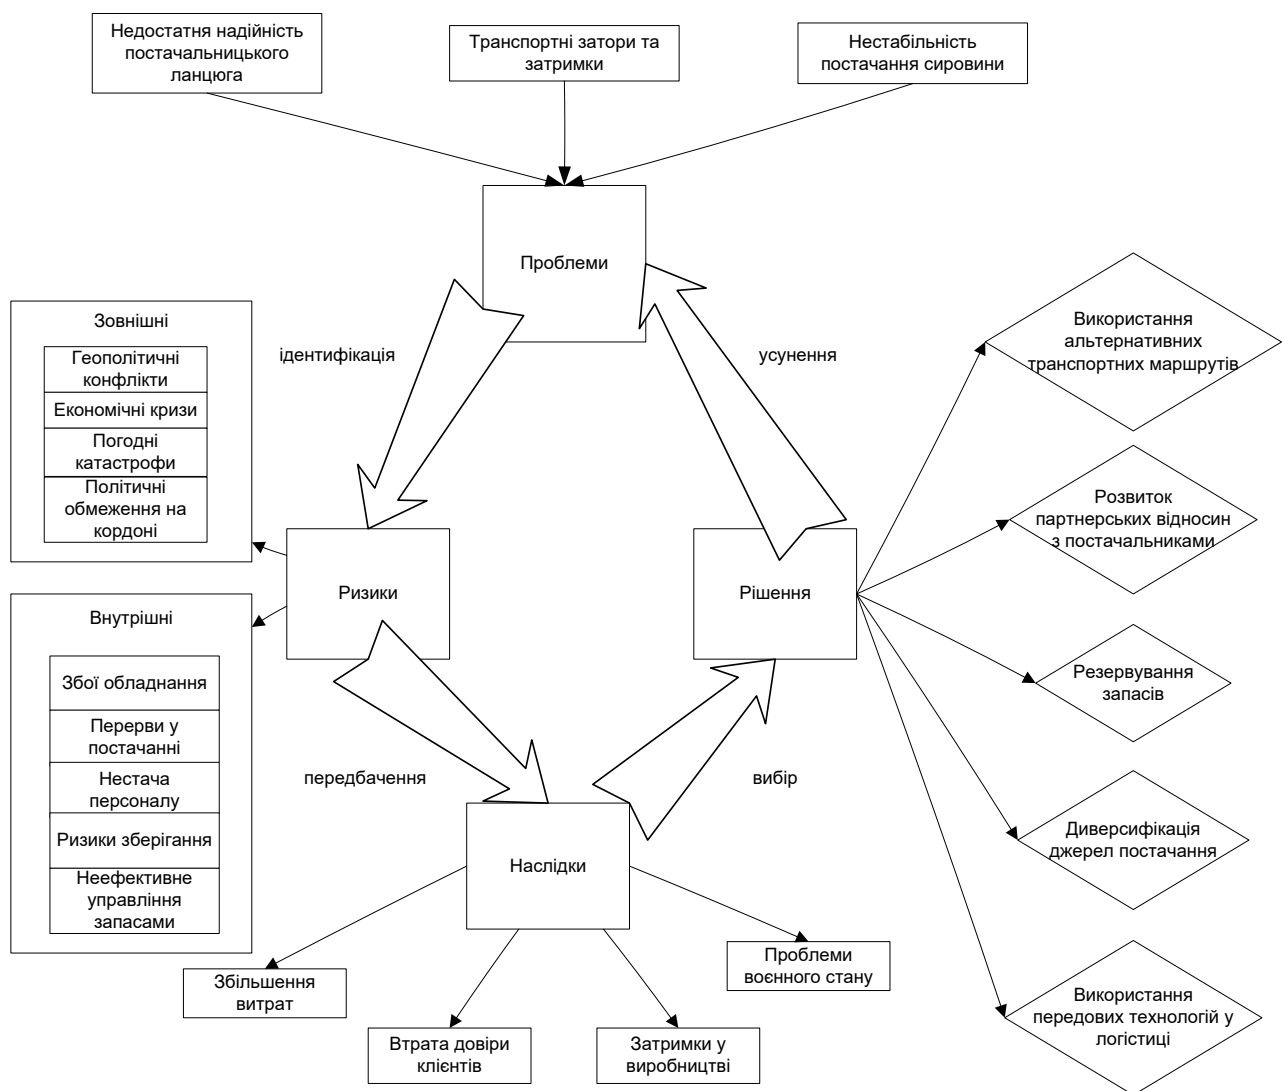 Недостатня надійність
постачальницького
ланцюга
Транспортні затори та
затримки
Нестабільність
постачання сировини
Проблеми
ідентифікація
усунення
Зовнішні
Геополітичні
конфлікти
Економічні кризи
Погодні
катастрофи
Політичні
обмеження на
кордоні
Ризики
Рішення
Внутрішні
Збої обладнання
Перерви у
постачанні
Нестача
персоналу
Ризики зберігання
Неефективне
управління
запасами
передбачення
вибір
Наслідки
Збільшення
витрат
Втрата довіри
клієнтів
Затримки у
виробництві
Проблеми
воєнного стану
Використання
альтернативних
транспортних маршрутів
Розвиток
партнерських відносин
з постачальниками
Резервування
запасів
Диверсифікація
джерел постачання
Використання
передових технологій у
логістиці